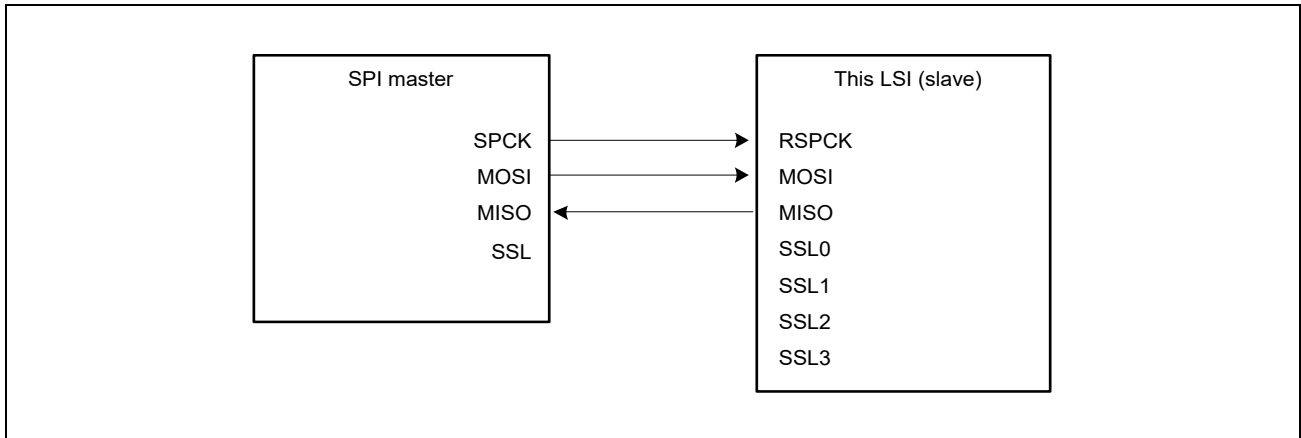 SPI master
SPCK
MOSI
MISO
SSL
This LSI (slave)
RSPCK
MOSI
MISO
SSL0
SSL1
SSL2
SSL3